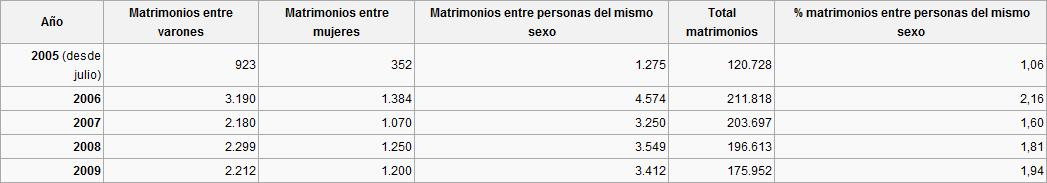 Año Matrimonios entre varones Matrimonios entre mujeres Matrimonios entre personas del mismo sexo Total matrimonios % matrimonios entre personas del mismo sexo
2005 (desde julio) 923 352 1.275 120.728 1,06
2006 3.190 1.384 4.574 211.818 2,16
2007 2.180 1.070 3.250 203.697 1,60
2008 2.299 1.250 3.549 196.613 1,81
2009 2.212 1.200 3.412 175.952 1,94